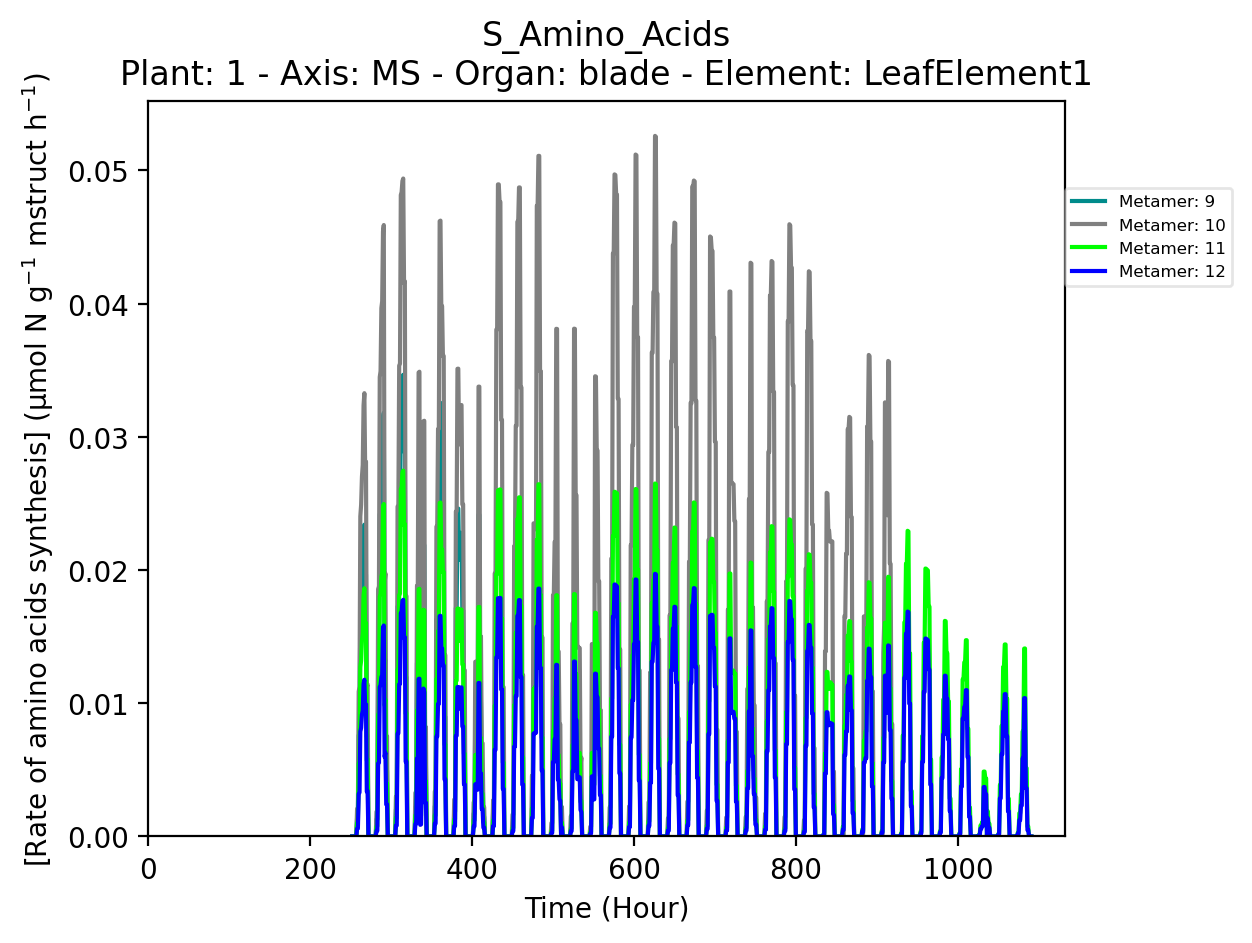 S_Amino_Acids
Plant: 1 - Axis: MS - Organ: blade - Element: LeafElement1
[Rate of amino acids synthesis] (µmol N g⁻¹ mstruct h⁻¹)
0.05
0.04
0.03
0.02
0.01
0.00
0 200 400 600 800 1000
Time (Hour)
Metamer: 9
Metamer: 10
Metamer: 11
Metamer: 12